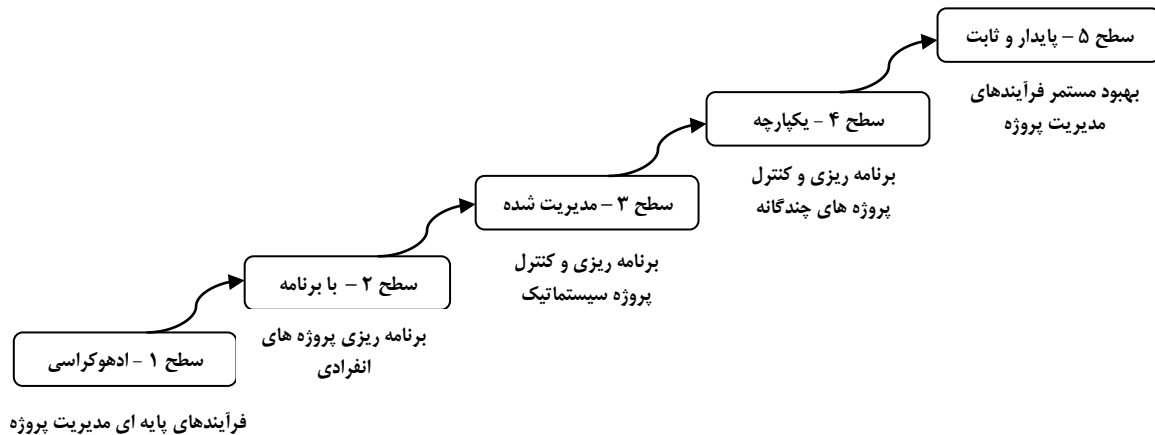 سطح ۵ – پایدار و ثابت
بهبود مستمر فرآیندهای
مدیریت پروژه
سطح ۴ – یکپارچه
برنامه ریزی و کنترل
پروژه های چندگانه
سطح ۳ – مدیریت شده
برنامه ریزی و کنترل
پروژه سیستماتیک
سطح ۲ – با برنامه
برنامه ریزی پروژه های
انفرادی
سطح ۱ – ادهوکراسی
فرآیندهای پایه ای مدیریت پروژه